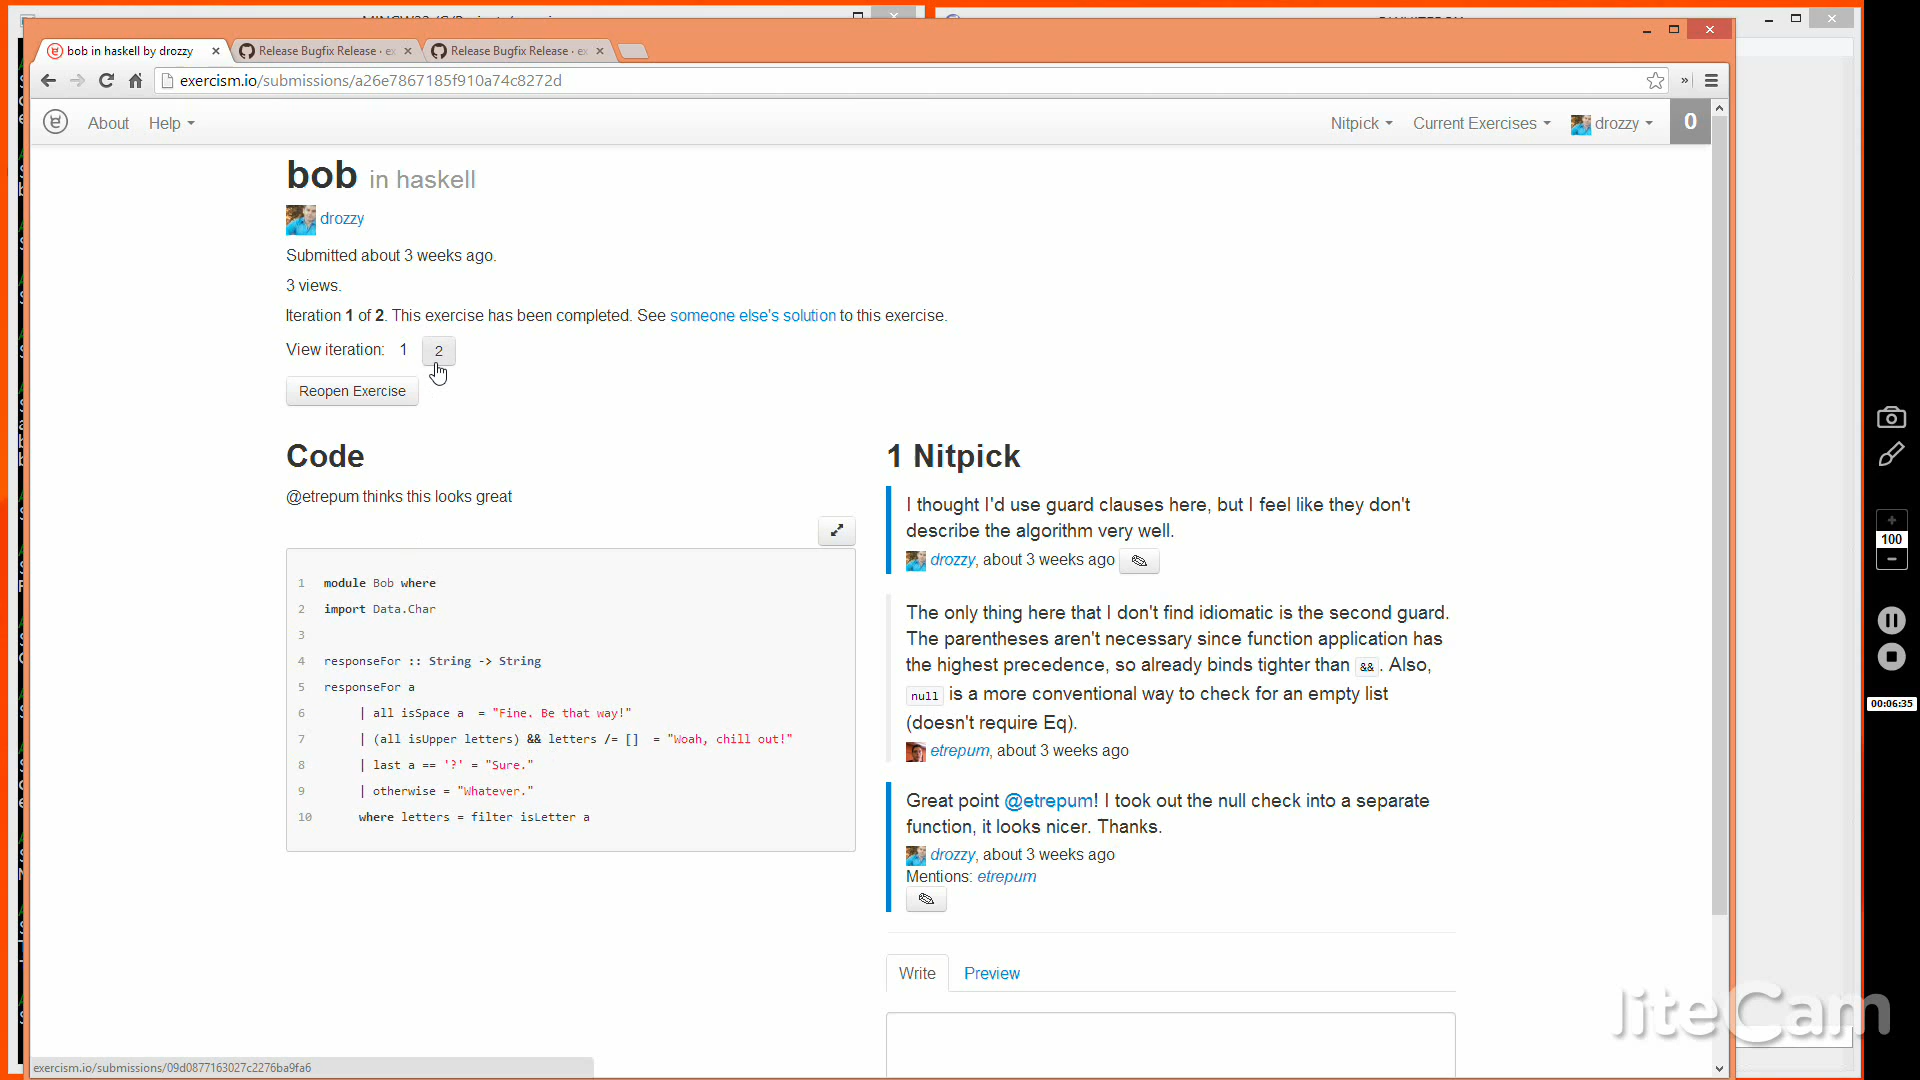 bob in haskell by drozzy
Release Bugfix Release · ex
Release Bugfix Release · ex
exercism.io/submissions/a26e7867185f910a74c8272d
About
Help
Nitpick
Current Exercises
drozzy
0
bob in haskell
drozzy
Submitted about 3 weeks ago.
3 views.
Iteration 1 of 2. This exercise has been completed. See someone else's solution to this exercise.
View iteration: 1 2
Reopen Exercise
Code
@etrepum thinks this looks great
1 module Bob where
2 import Data.Char
3
4 responseFor :: String -> String
5 responseFor a
6 | all isSpace a  = "Fine. Be that way!"
7 | (all isUpper letters) && letters /= []  = "Woah, chill out!"
8 | last a == '?' = "Sure."
9 | otherwise = "Whatever."
10 where letters = filter isLetter a
1 Nitpick
I thought I'd use guard clauses here, but I feel like they don't
describe the algorithm very well.
drozzy, about 3 weeks ago
The only thing here that I don't find idiomatic is the second guard.
The parentheses aren't necessary since function application has
the highest precedence, so already binds tighter than &&. Also,
null is a more conventional way to check for an empty list
(doesn't require Eq).
etrepum, about 3 weeks ago
Great point @etrepum! I took out the null check into a separate
function, it looks nicer. Thanks.
drozzy, about 3 weeks ago
Mentions: etrepum
Write
Preview
exercism.io/submissions/09d0877163027c2276ba9fa6
100
00:06:35
liteCam